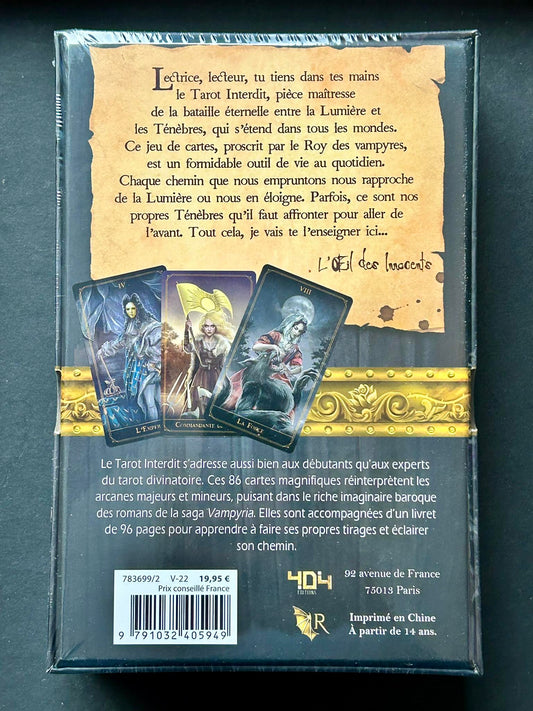 Lectrice, lecteur, tu tiens dans tes mains
le Tarot Interdit, pièce maîtresse
de la bataille éternelle entre la Lumière et
les Ténèbres, qui s'étend dans tous les mondes.
Ce jeu de cartes, proscrit par le Roy des vampyres,
est un formidable outil de vie au quotidien.
Chaque chemin que nous empruntons nous rapproche
de la Lumière ou nous en éloigne. Parfois, ce sont nos
propres Ténèbres qu'il faut affronter pour aller de
l'avant. Tout cela, je vais te l'enseigner ici...
L'Œil des Innocents
IV
VIII
L'Emper
Commandante
La Force
Le Tarot Interdit s'adresse aussi bien aux débutants qu'aux experts
du tarot divinatoire. Ces 86 cartes magnifiques réinterprètent les
arcanes majeurs et mineurs, puisant dans le riche imaginaire baroque
des romans de la saga Vampyria. Elles sont accompagnées d'un livret
de 96 pages pour apprendre à faire ses propres tirages et éclairer
son chemin.
783699/2 V-22 19,95 €
Prix conseillé France
9 791032 405949
404
ÉDITIONS
R
92 avenue de France
75013 Paris
Imprimé en Chine
À partir de 14 ans.